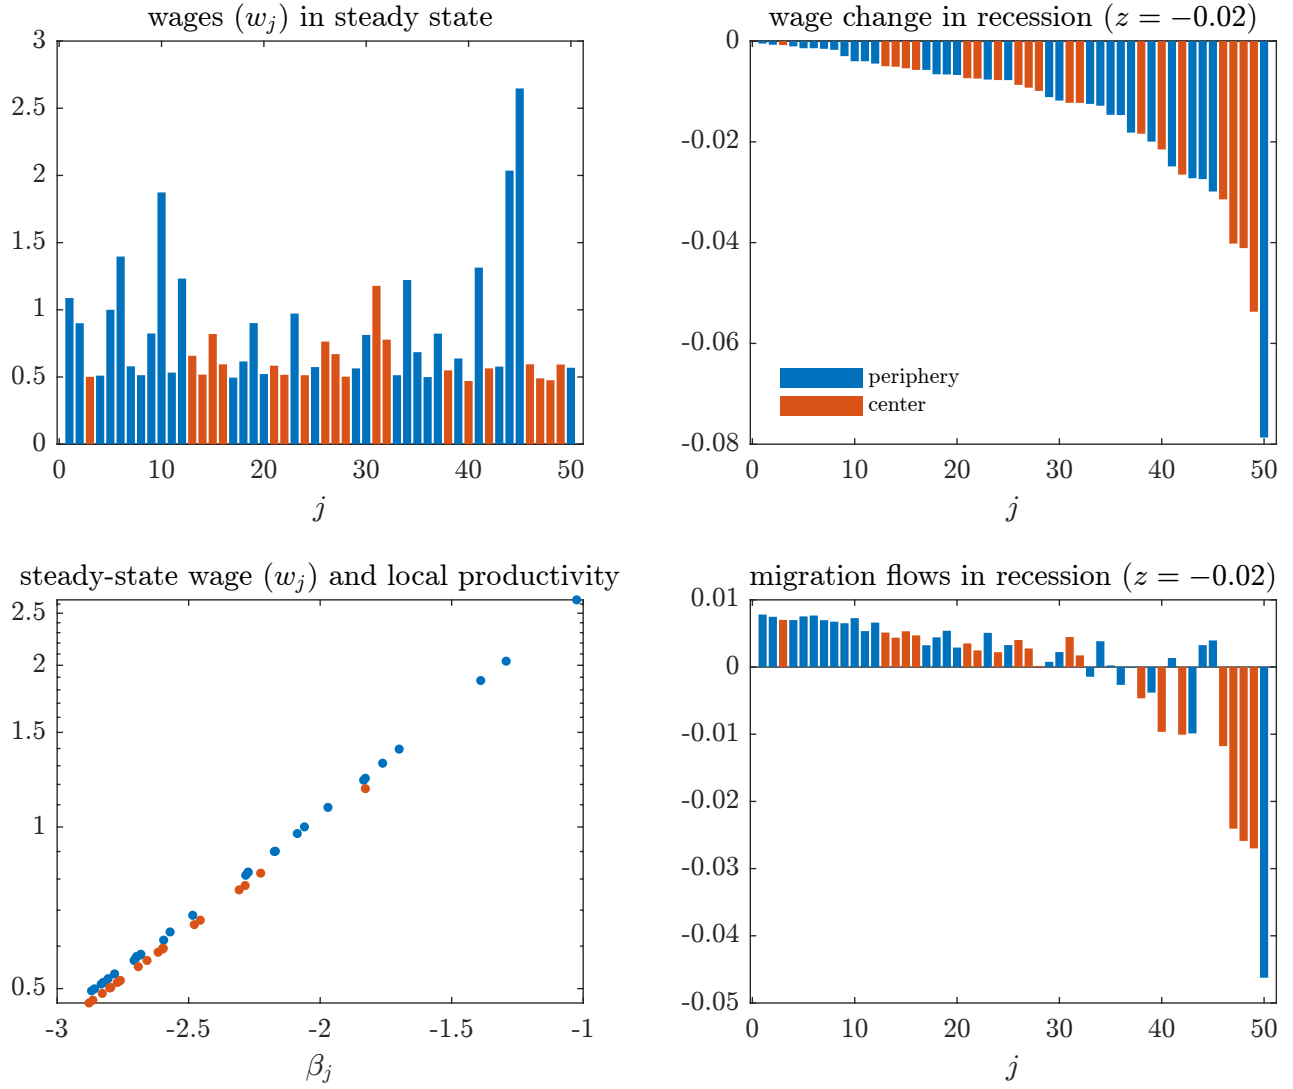 wages (w_j) in steady state
3
2.5
2
1.5
1
0.5
0
0 10 20 30 40 50
j
wage change in recession (z = −0.02)
0
-0.02
-0.04
-0.06
-0.08
periphery
center
0 10 20 30 40 50
j
steady-state wage (w_j) and local productivity
2.5
2
1.5
1
0.5
-3 -2.5 -2 -1.5 -1
β_j
migration flows in recession (z = −0.02)
0.01
0
-0.01
-0.02
-0.03
-0.04
-0.05
0 10 20 30 40 50
j